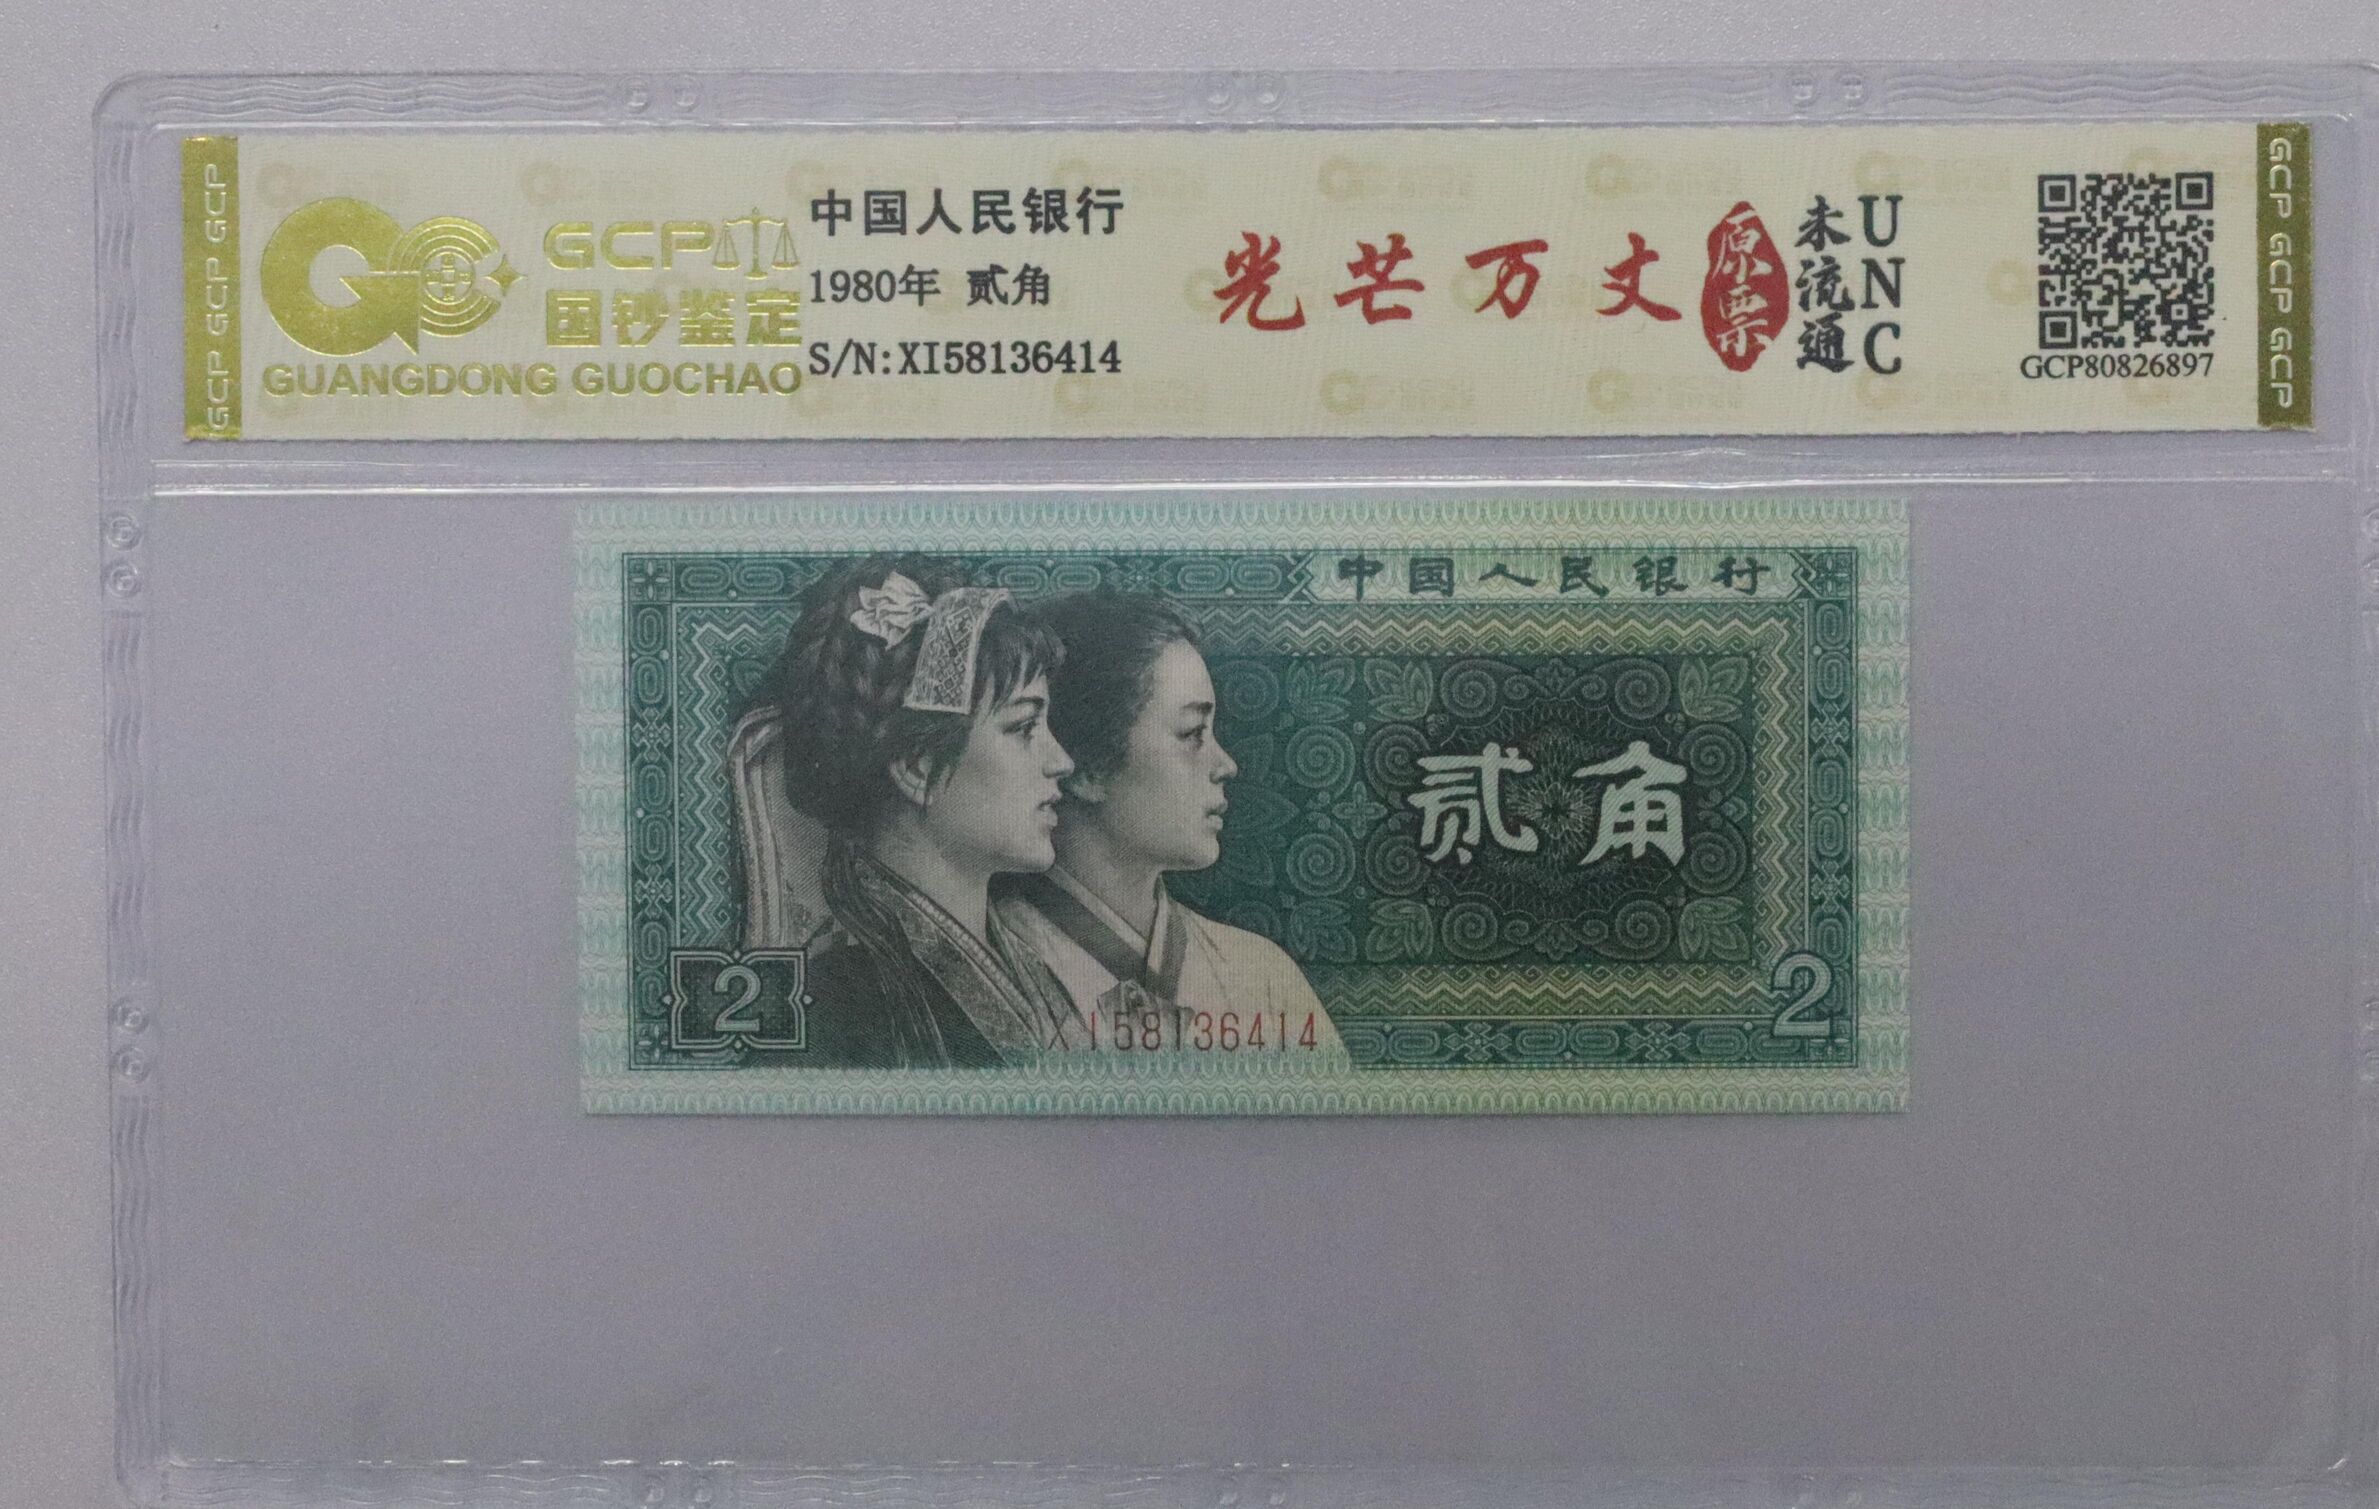 GCP GCP GCP
GCP
国钞鉴定
GUANGDONG GUOCHAO
中国人民银行
1980年 贰角
S/N:XI58136414
光芒万丈
原票
未流通
UNC
GCP80826897
GCP GCP GCP
中国人民银行
贰角
2
XI58136414
2